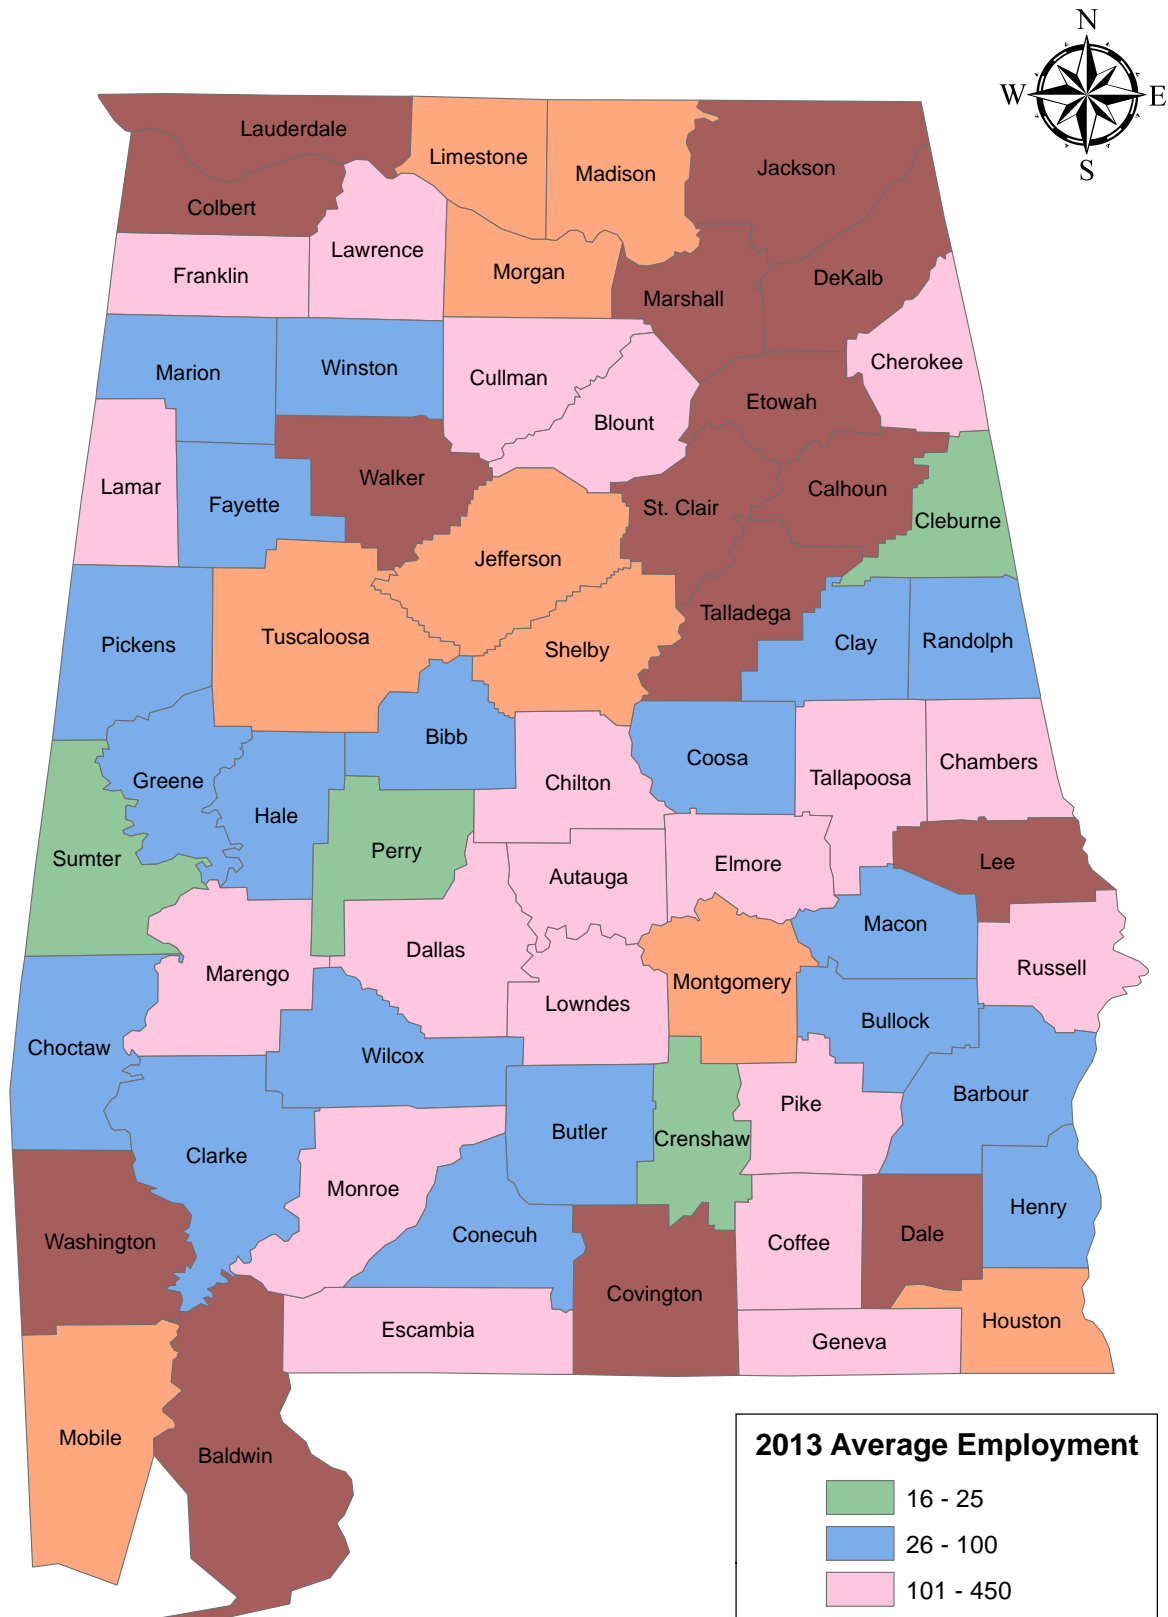 N
W E
S
Lauderdale
Limestone
Madison
Jackson
Colbert
Lawrence
Franklin
Morgan
DeKalb
Marshall
Cherokee
Marion
Winston
Cullman
Etowah
Blount
Lamar
Walker
Calhoun
Fayette
St. Clair
Cleburne
Jefferson
Talladega
Tuscaloosa
Pickens
Shelby
Clay
Randolph
Bibb
Coosa
Chambers
Greene
Chilton
Tallapoosa
Hale
Perry
Sumter
Elmore
Lee
Autauga
Macon
Dallas
Marengo
Russell
Montgomery
Lowndes
Bullock
Choctaw
Wilcox
Barbour
Pike
Butler
Crenshaw
Clarke
Monroe
Henry
Conecuh
Dale
Washington
Coffee
Covington
Houston
Escambia
Geneva
Mobile
Baldwin
2013 Average Employment
16 - 25
26 - 100
101 - 450